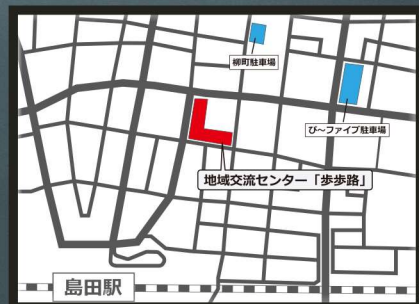 柳町駐車場
ぴ～ファイブ駐車場
地域交流センター「歩歩路」
島田駅